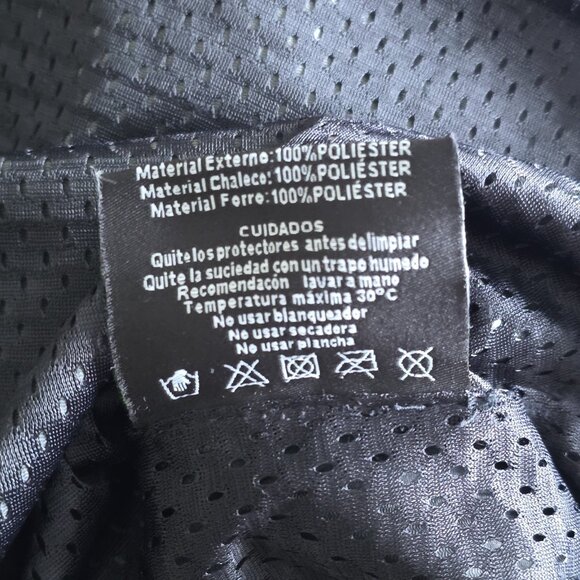 Material Externo:100%POLIÉSTER
Material Chaleco:100%POLIÉSTER
Material Forro:100%POLIÉSTER
CUIDADOS
Quite los protectores antes de limpiar
Quite la suciedad con un trapo humedo
Recomendación lavar a mano
Temperatura máxima 30°C
No usar blanqueador
No usar secadora
No usar plancha